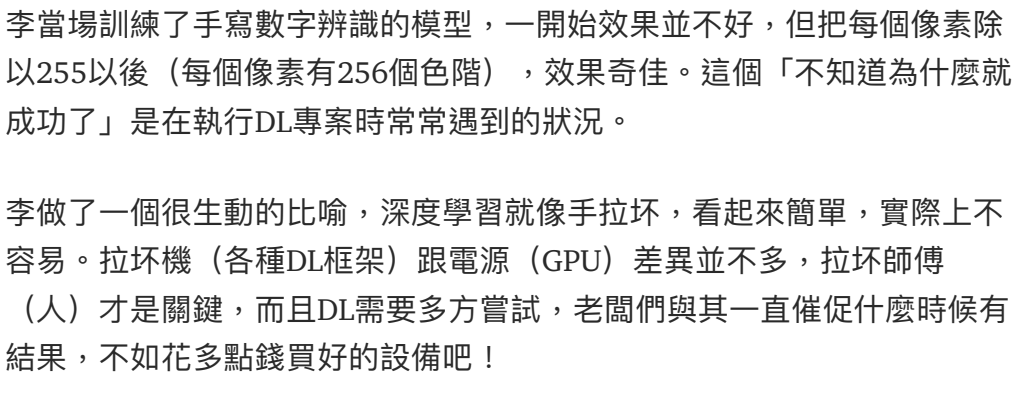 李當場訓練了手寫數字辨識的模型，一開始效果並不好，但把每個像素除
以255以後（每個像素有256個色階），效果奇佳。這個「不知道為什麼就
成功了」是在執行DL專案時常常遇到的狀況。
李做了一個很生動的比喻，深度學習就像手拉坏，看起來簡單，實際上不
容易。拉坏機（各種DL框架）跟電源（GPU）差異並不多，拉坏師傅
（人）才是關鍵，而且DL需要多方嘗試，老闆們與其一直催促什麼時候有
結果，不如花多點錢買好的設備吧！